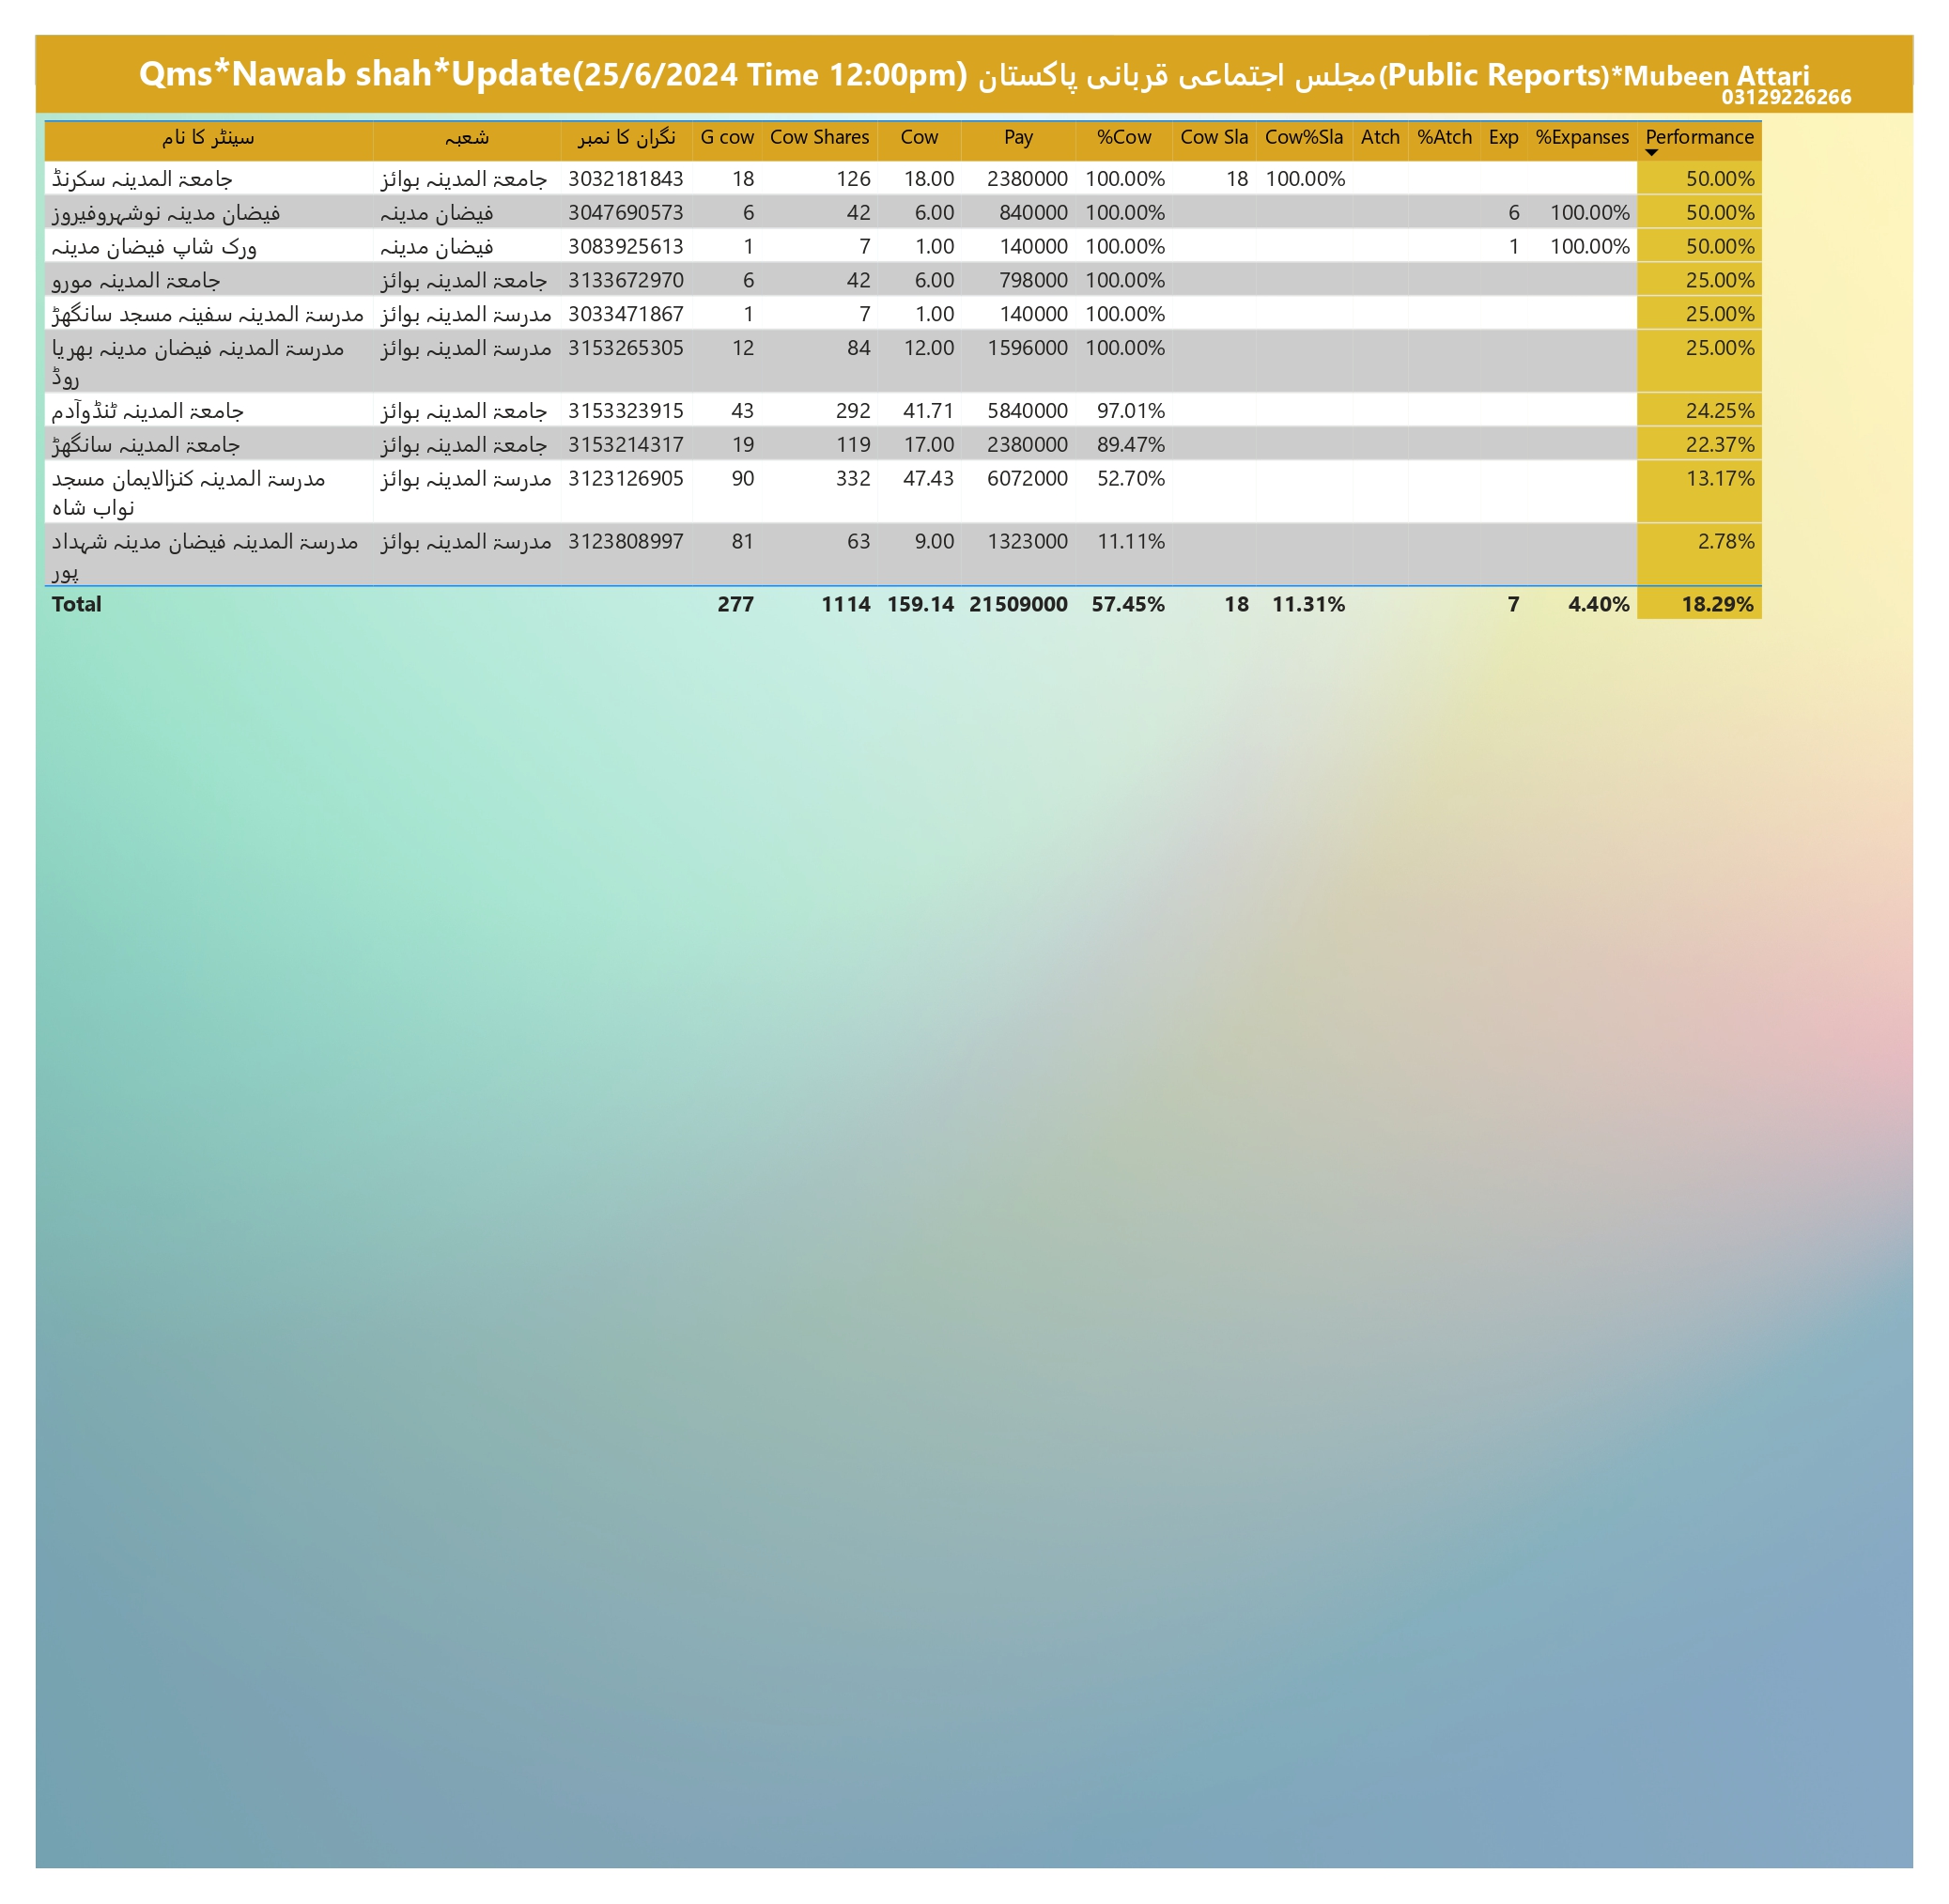 Qms*Nawab shah*Update(25/6/2024 Time 12:00pm) مجلس اجتماعی قربانی پاکستان(Public Reports)*Mubeen Attari
03129226266
سینٹر کا نام شعبہ نگران کا نمبر G cow Cow Shares Cow Pay %Cow Cow Sla Cow%Sla Atch %Atch Exp %Expanses Performance
جامعۃ المدینہ سکرنڈ جامعۃ المدینہ بوائز 3032181843 18 126 18.00 2380000 100.00% 18 100.00% 50.00%
فیضان مدینہ نوشہروفیروز فیضان مدینہ 3047690573 6 42 6.00 840000 100.00% 6 100.00% 50.00%
ورک شاپ فیضان مدینہ فیضان مدینہ 3083925613 1 7 1.00 140000 100.00% 1 100.00% 50.00%
جامعۃ المدینہ مورو جامعۃ المدینہ بوائز 3133672970 6 42 6.00 798000 100.00% 25.00%
مدرسۃ المدینہ سفینہ مسجد سانگھڑ مدرسۃ المدینہ بوائز 3033471867 1 7 1.00 140000 100.00% 25.00%
مدرسۃ المدینہ فیضان مدینہ بھریا مدرسۃ المدینہ بوائز 3153265305 12 84 12.00 1596000 100.00% 25.00%
روڈ
جامعۃ المدینہ ٹنڈوآدم جامعۃ المدینہ بوائز 3153323915 43 292 41.71 5840000 97.01% 24.25%
جامعۃ المدینہ سانگھڑ جامعۃ المدینہ بوائز 3153214317 19 119 17.00 2380000 89.47% 22.37%
مدرسۃ المدینہ کنزالایمان مسجد مدرسۃ المدینہ بوائز 3123126905 90 332 47.43 6072000 52.70% 13.17%
نواب شاہ
مدرسۃ المدینہ فیضان مدینہ شہداد مدرسۃ المدینہ بوائز 3123808997 81 63 9.00 1323000 11.11% 2.78%
پور
Total 277 1114 159.14 21509000 57.45% 18 11.31% 7 4.40% 18.29%